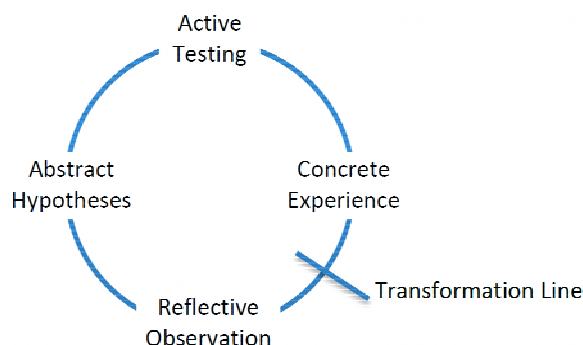 Active
Testing
Abstract
Hypotheses
Concrete
Experience
Transformation Line
Reflective
Observation